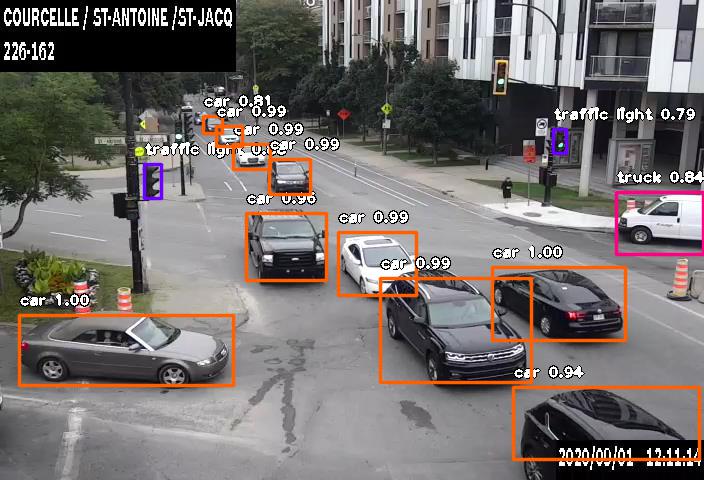 COURCELLE / ST-ANTOINE /ST-JACQ
226-162
car 0.81
car 0.99
car 0.99
car 0.99
traffic light 0.79
traffic light
truck 0.84
car 0.96
car 0.99
car 1.00
car 0.99
car 1.00
car 0.94
2020/09/01 12:11:14